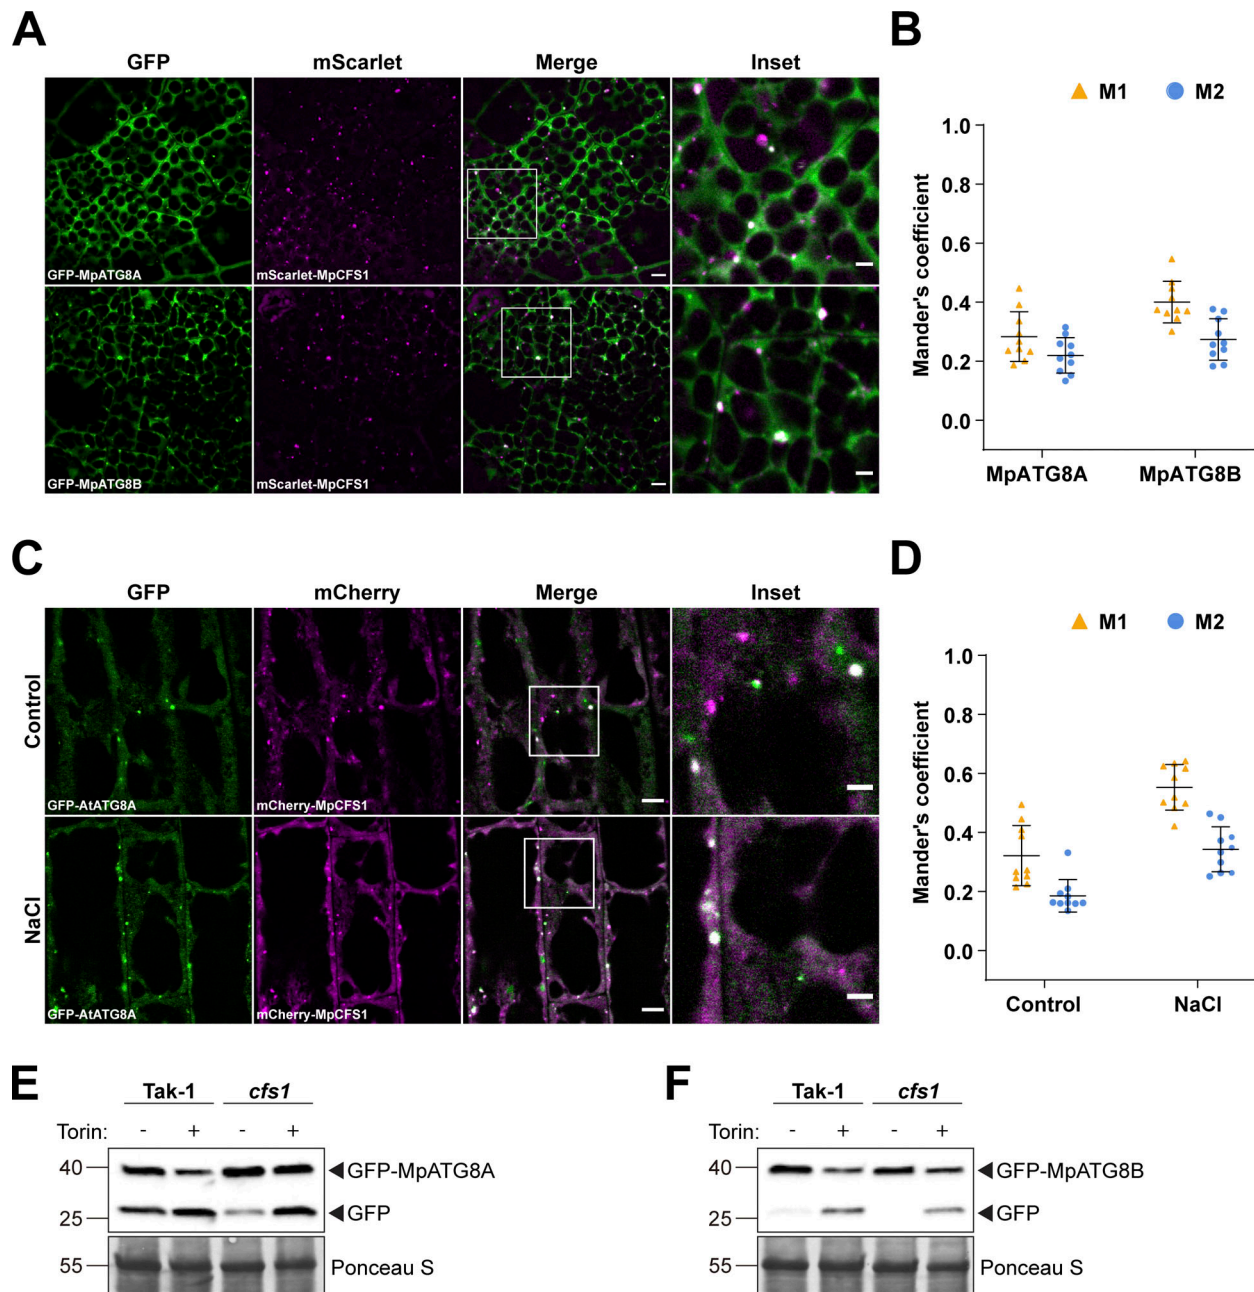 A
GFP
mScarlet
Merge
Inset
GFP-MpATG8A
mScarlet-MpCFS1
GFP-MpATG8B
mScarlet-MpCFS1
B
M1
M2
Mander's coefficient
1.0
0.8
0.6
0.4
0.2
0.0
MpATG8A
MpATG8B
C
GFP
mCherry
Merge
Inset
Control
GFP-AtATG8A
mCherry-MpCFS1
NaCl
GFP-AtATG8A
mCherry-MpCFS1
D
M1
M2
Mander's coefficient
1.0
0.8
0.6
0.4
0.2
0.0
Control
NaCl
E
Tak-1
cfs1
Torin: - + - +
40
GFP-MpATG8A
25
GFP
55
Ponceau S
F
Tak-1
cfs1
Torin: - + - +
40
GFP-MpATG8B
25
GFP
55
Ponceau S